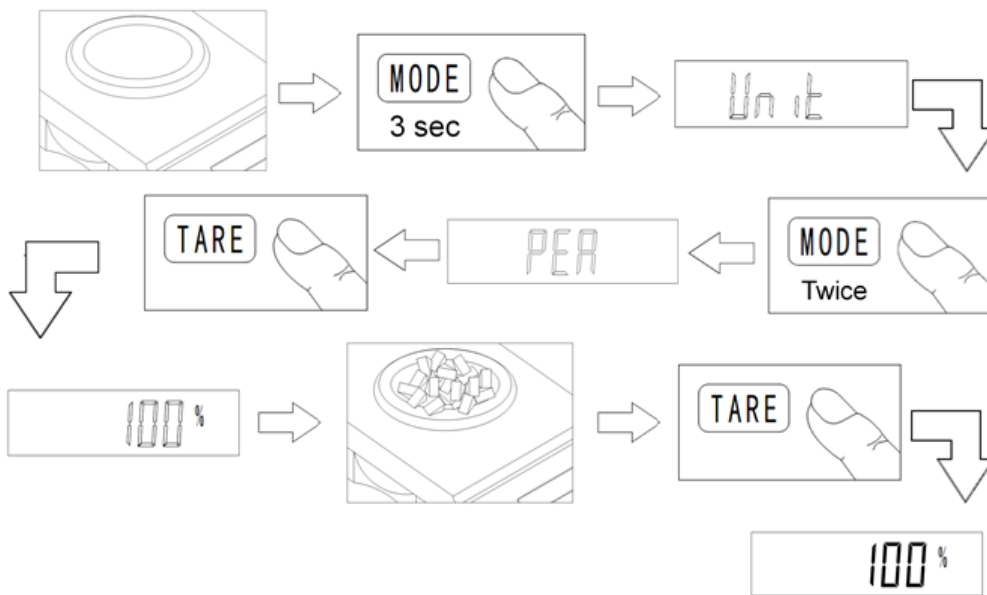 MODE
3 sec
Unit
MODE
Twice
PER
TARE
100 %
TARE
100 %